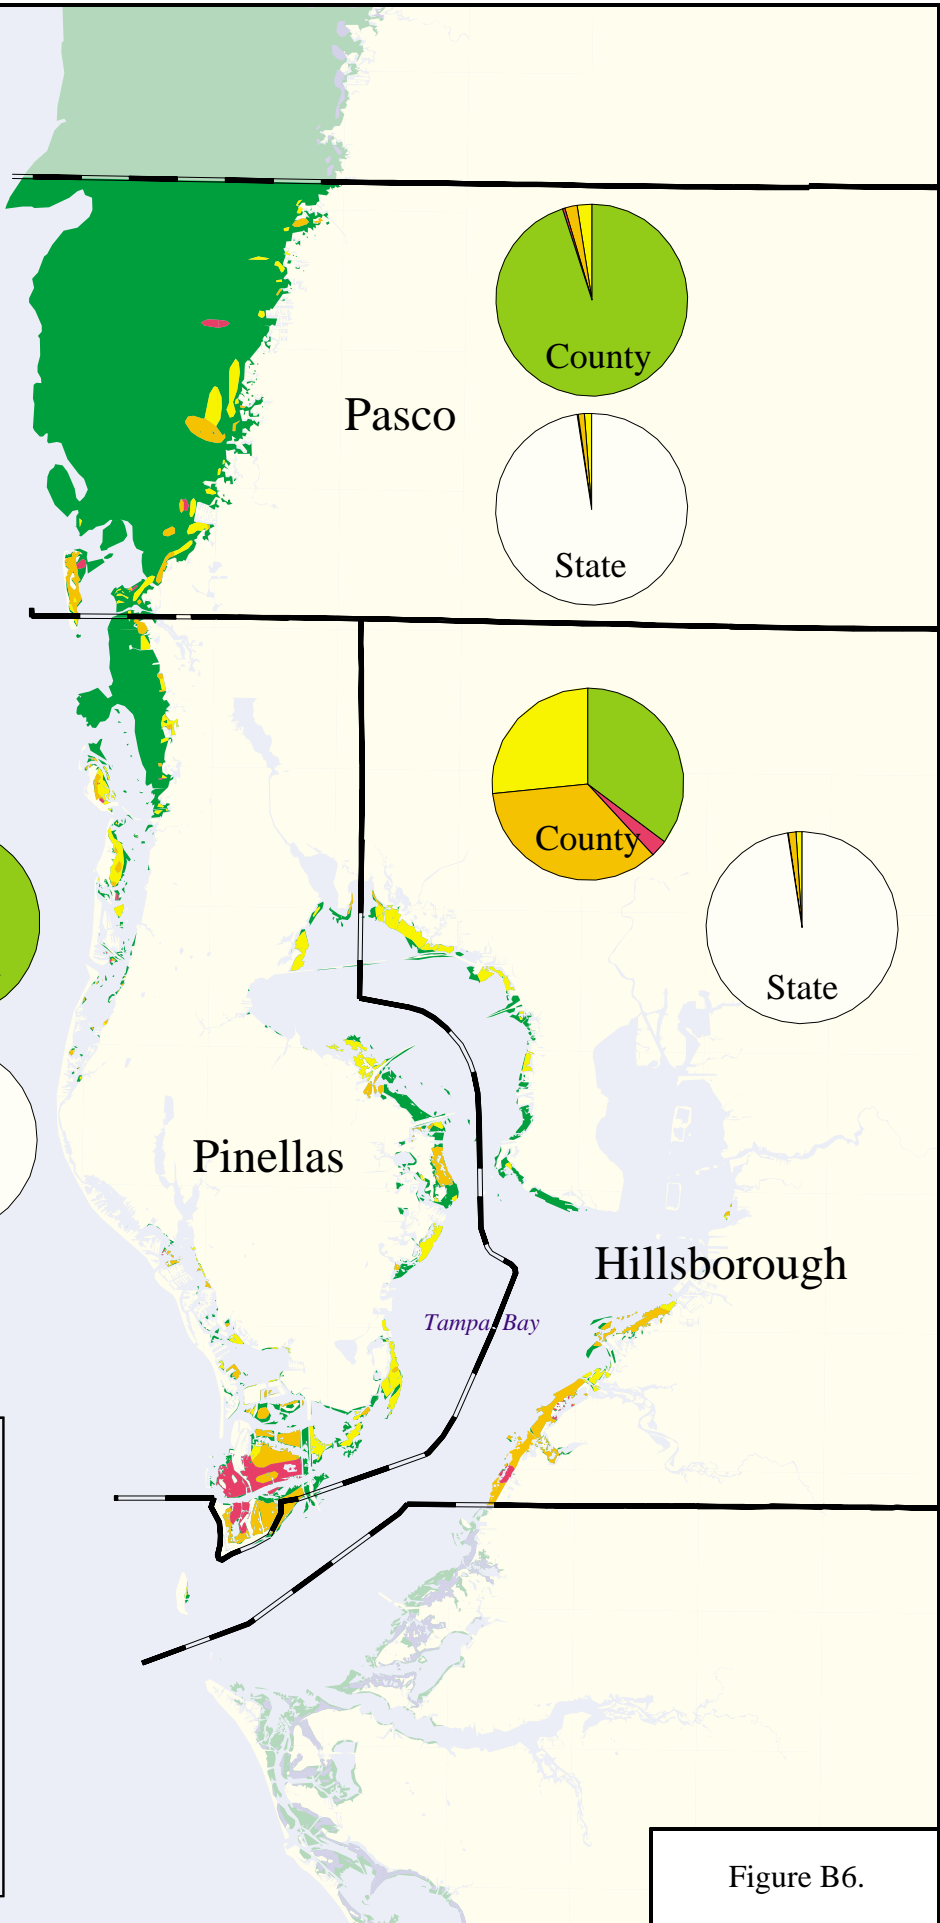 County
Pasco
State
County
State
Pinellas
Hillsborough
Tampa Bay
Figure B6.